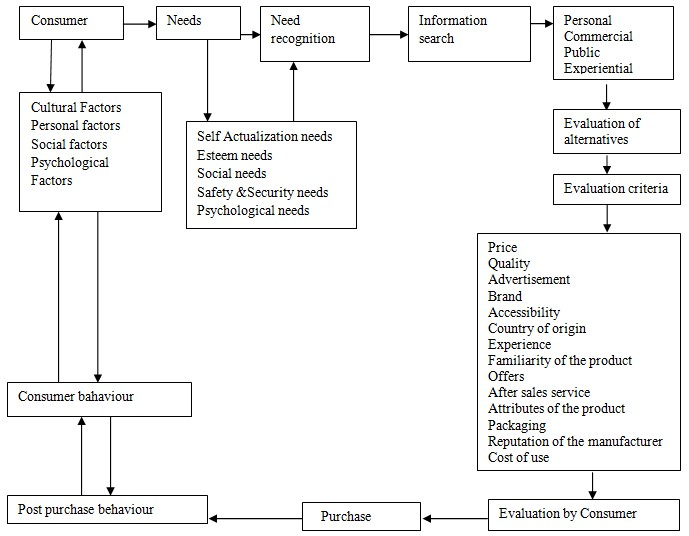 Consumer
Needs
Need
recognition
Information
search
Personal
Commercial
Public
Experiential
Cultural Factors
Personal factors
Social factors
Psychological
Factors
Self Actualization needs
Esteem needs
Social needs
Safety &Security needs
Psychological needs
Evaluation of
alternatives
Evaluation criteria
Price
Quality
Advertisement
Brand
Accessibility
Country of origin
Experience
Familiarity of the product
Offers
After sales service
Attributes of the product
Packaging
Reputation of the manufacturer
Cost of use
Consumer bahaviour
Post purchase behaviour
Purchase
Evaluation by Consumer